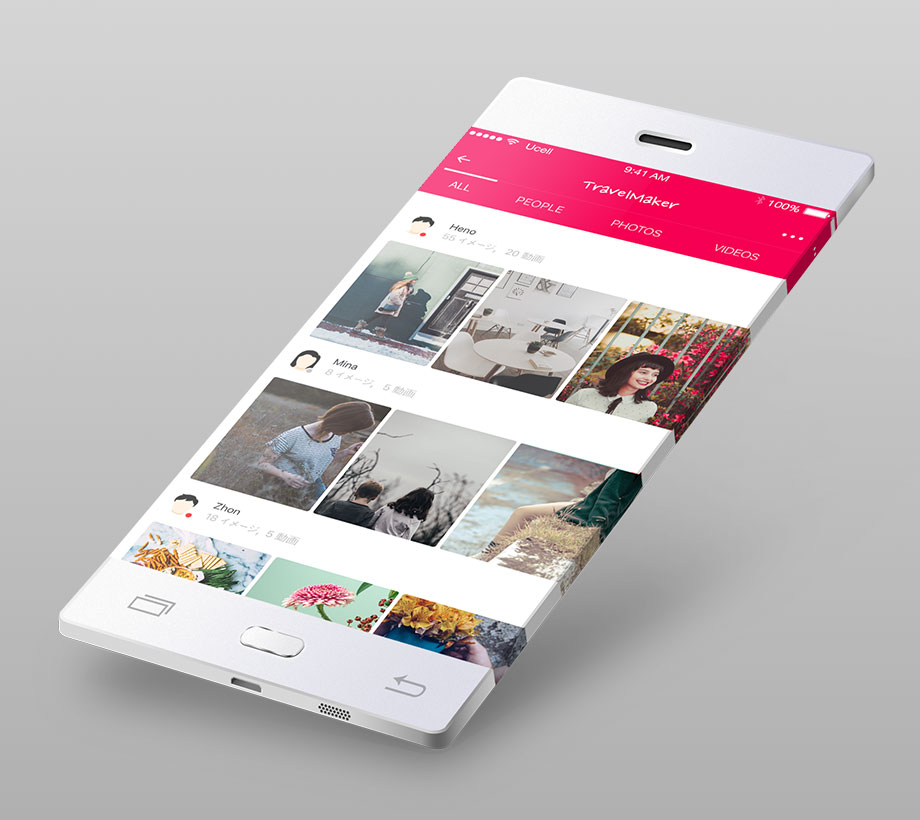 Ucell 9:41 AM 100%
TravelMaker
ALL PEOPLE PHOTOS VIDEOS
Heno
55 イメージ, 20 動画
Mina
8 イメージ, 5 動画
Zhon
18 イメージ, 5 動画